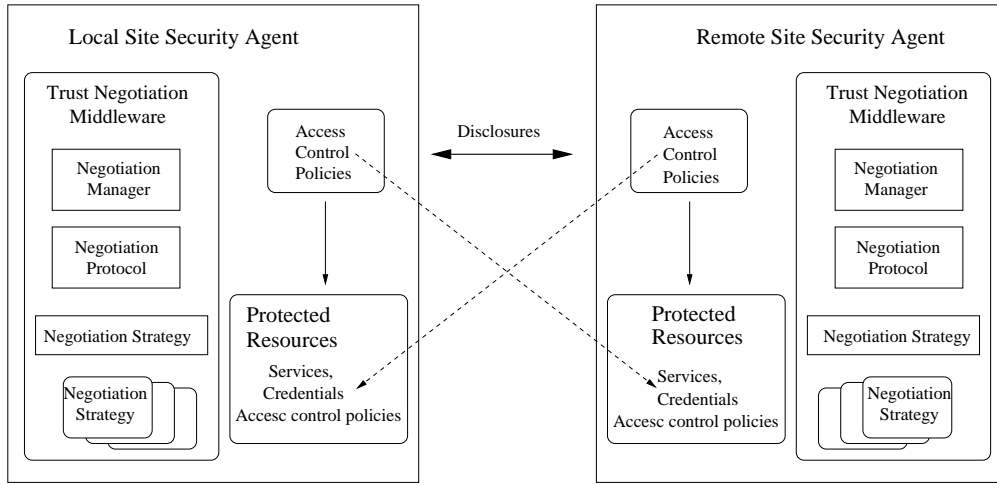 Local Site Security Agent
Trust Negotiation
Middleware
Negotiation
Manager
Negotiation
Protocol
Negotiation Strategy
Negotiation
Strategy
Access
Control
Policies
Protected
Resources
Services,
Credentials
Accesc control policies
Disclosures
Remote Site Security Agent
Access
Control
Policies
Protected
Resources
Services,
Credentials
Accesc control policies
Trust Negotiation
Middleware
Negotiation
Manager
Negotiation
Protocol
Negotiation Strategy
Negotiation
Strategy